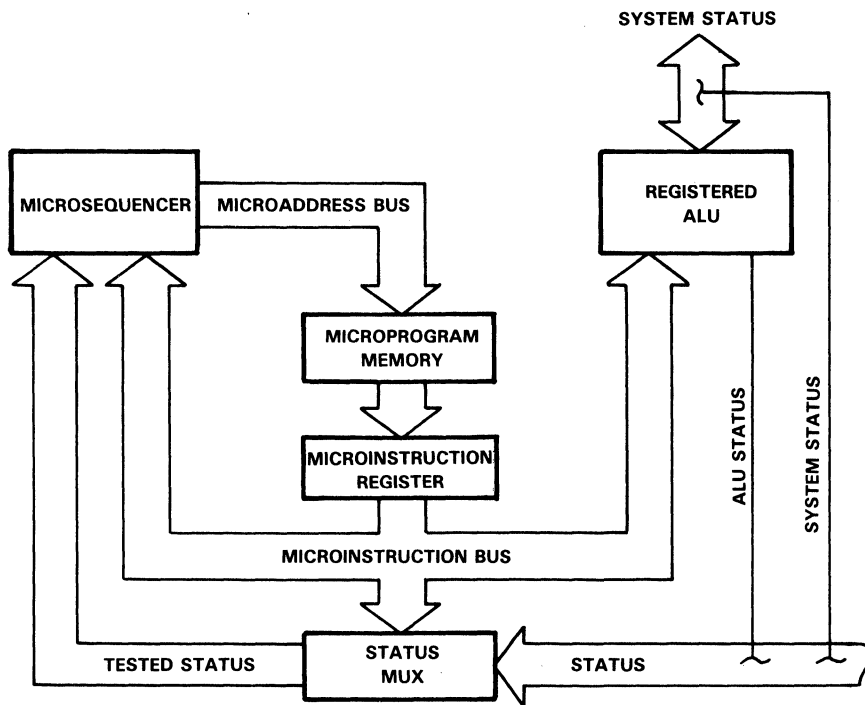 SYSTEM STATUS
MICROSEQUENCER
MICROADDRESS BUS
REGISTERED
ALU
MICROPROGRAM
MEMORY
MICROINSTRUCTION
REGISTER
ALU STATUS
SYSTEM STATUS
MICROINSTRUCTION BUS
TESTED STATUS
STATUS
MUX
STATUS